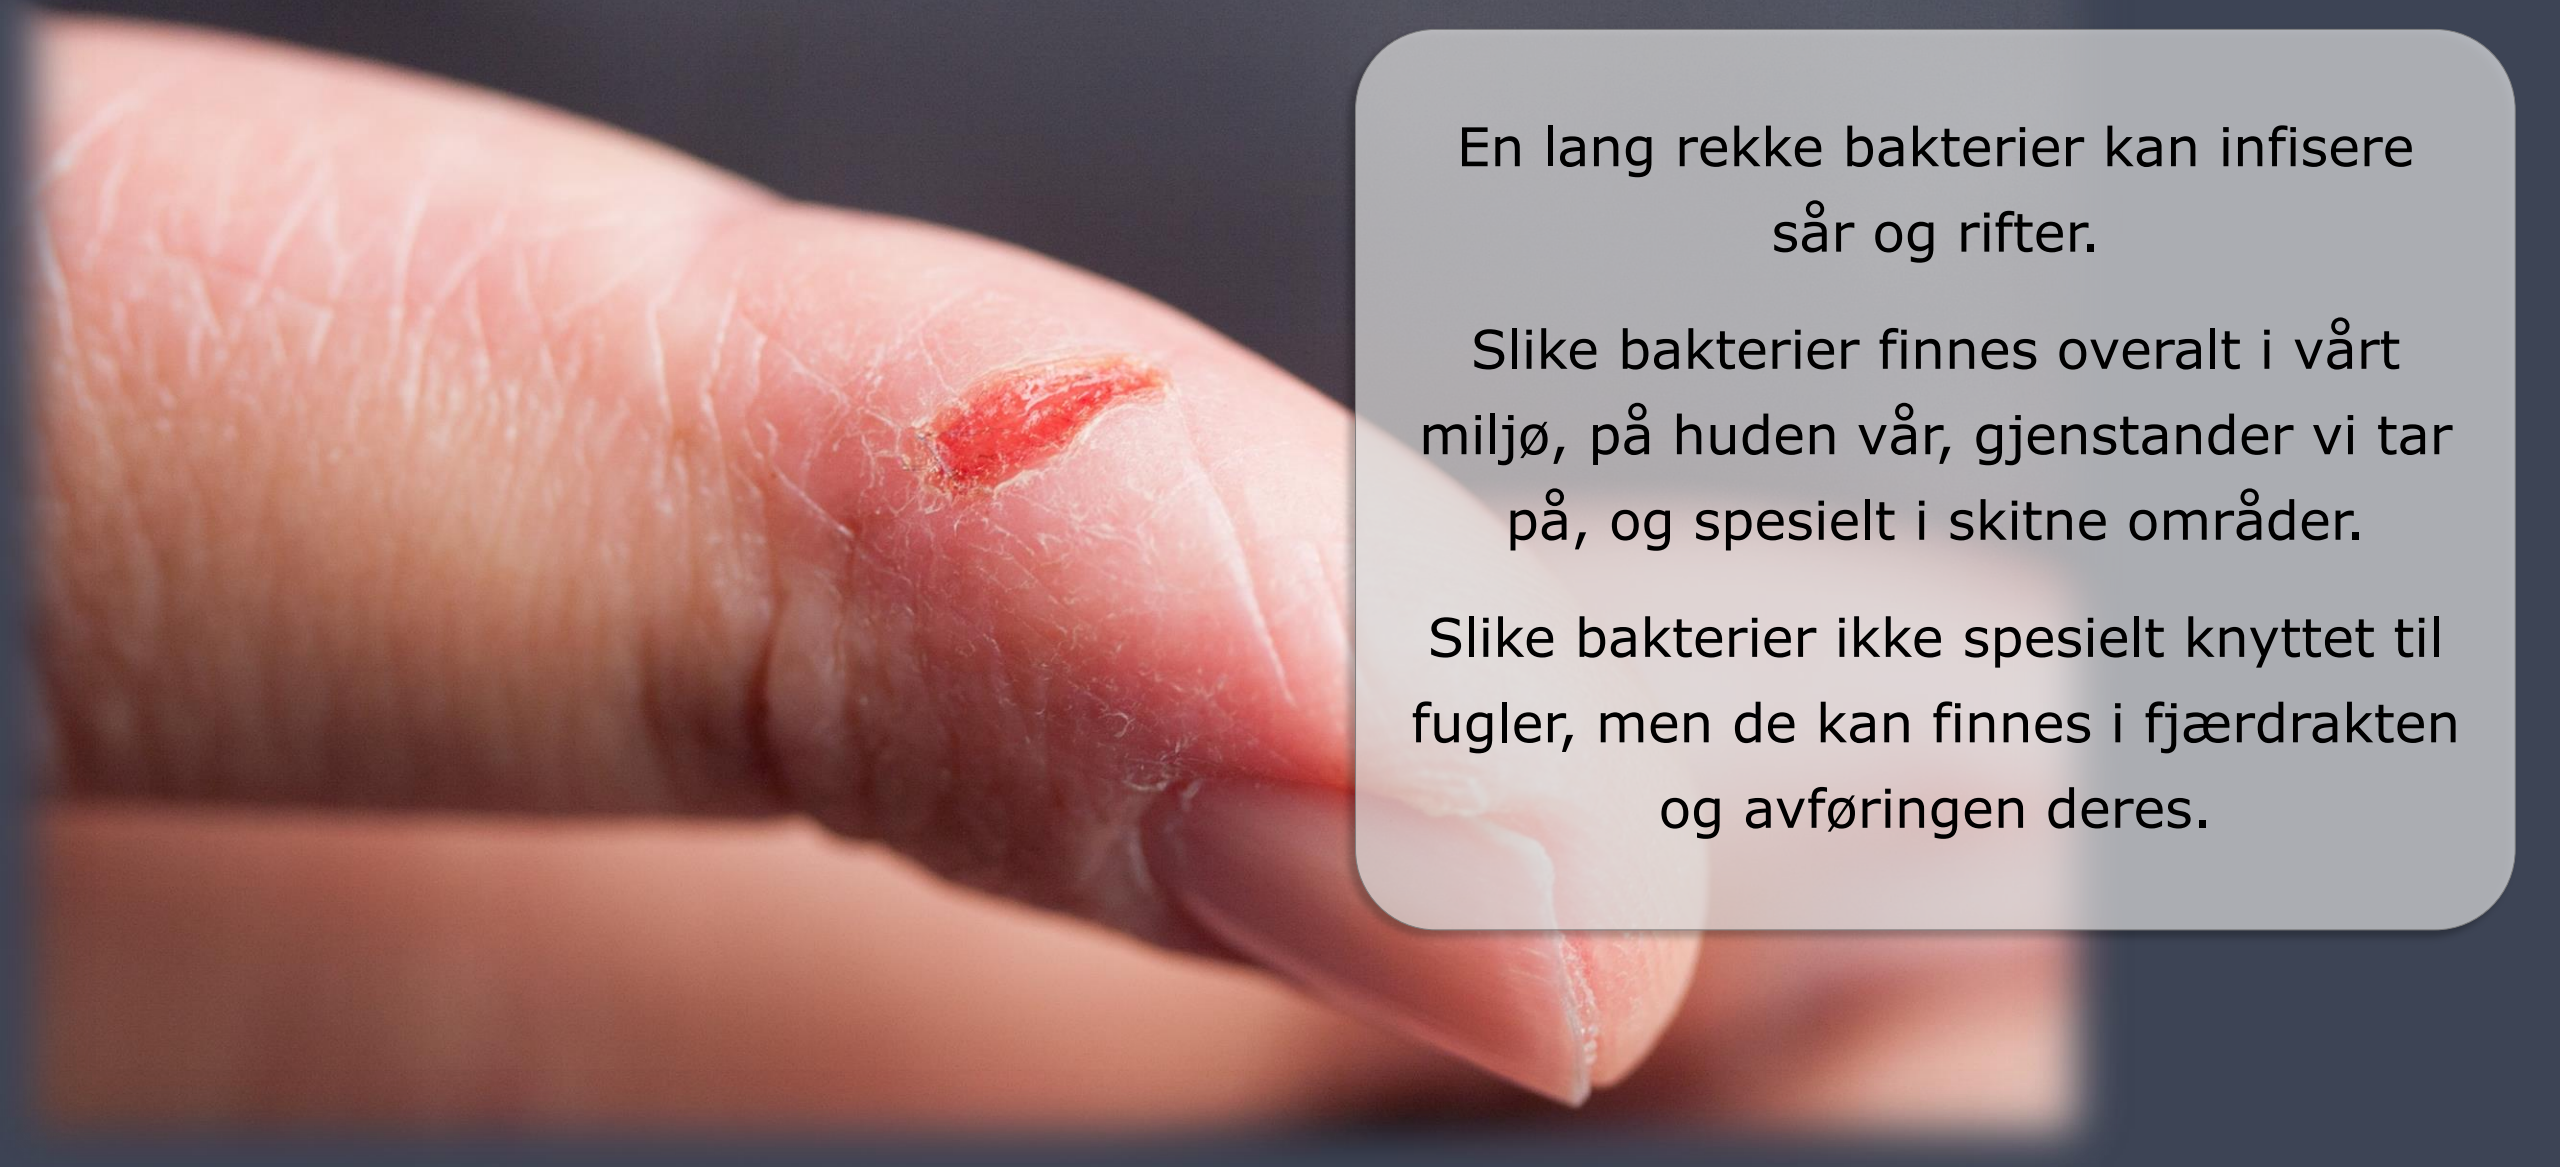 En lang rekke bakterier kan infisere
sår og rifter.
Slike bakterier finnes overalt i vårt
miljø, på huden vår, gjenstander vi tar
på, og spesielt i skitne områder.
Slike bakterier ikke spesielt knyttet til
fugler, men de kan finnes i fjærdrakten
og avføringen deres.